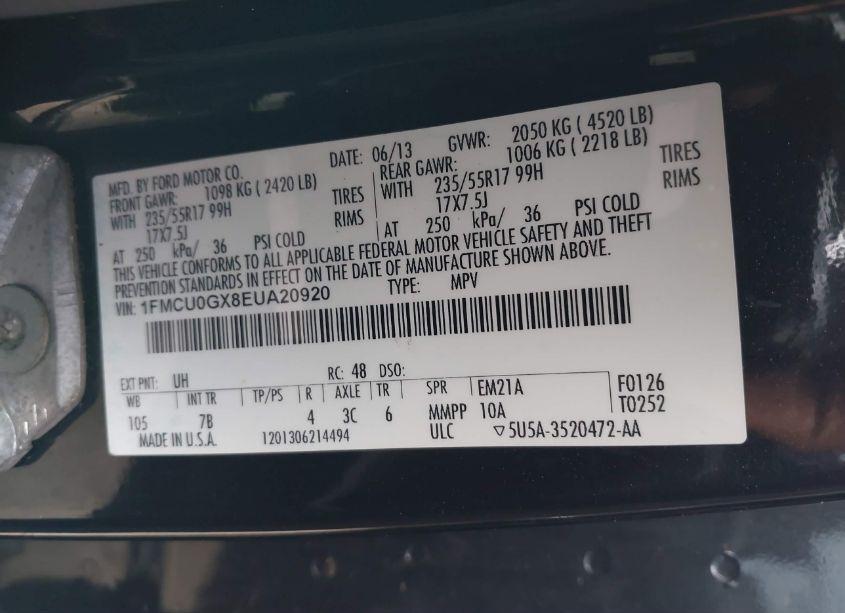 MFD. BY FORD MOTOR CO. DATE: 06/13 GVWR: 2050 KG ( 4520 LB)
FRONT GAWR: 1098 KG ( 2420 LB) REAR GAWR: 1006 KG ( 2218 LB)
WITH 235/55R17 99H TIRES WITH 235/55R17 99H TIRES
17X7.5J RIMS 17X7.5J RIMS
AT 250 kPa/ 36 PSI COLD AT 250 kPa/ 36 PSI COLD
THIS VEHICLE CONFORMS TO ALL APPLICABLE FEDERAL MOTOR VEHICLE SAFETY AND THEFT
PREVENTION STANDARDS IN EFFECT ON THE DATE OF MANUFACTURE SHOWN ABOVE.
VIN: 1FMCU0GX8EUA20920 TYPE: MPV
EXT PNT: UH RC: 48 DSO:
WB INT TR TP/PS R AXLE TR SPR EM21A F0126
105 7B 4 3C 6 MMPP 10A T0252
MADE IN U.S.A. 1201306214494 ULC ▽5U5A-3520472-AA